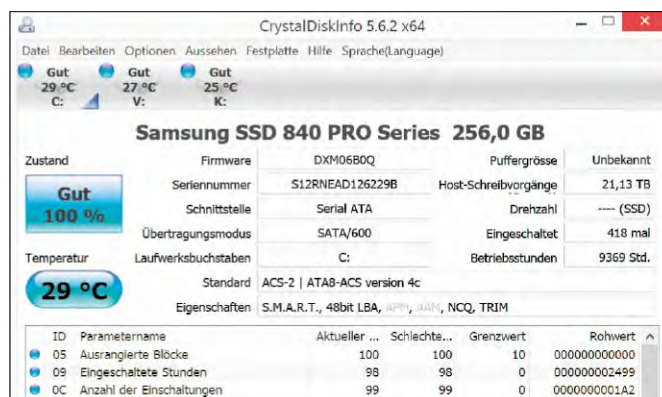 CrystalDiskInfo 5.6.2 x64
Datei Bearbeiten Optionen Aussehen Festplatte Hilfe Sprache(Language)
Gut Gut Gut
29 °C 27 °C 25 °C
C: V: K:
Samsung SSD 840 PRO Series 256,0 GB
Zustand Firmware DXM06B0Q Puffergrösse Unbekannt
Gut 100 % Seriennummer S12RNEAD126229B Host-Schreibvorgänge 21,13 TB
Schnittstelle Serial ATA Drehzahl ---- (SSD)
Übertragungsmodus SATA/600 Eingeschaltet 418 mal
Temperatur Laufwerksbuchstaben C: Betriebsstunden 9369 Std.
29 °C Standard ACS-2 | ATA8-ACS version 4c
Eigenschaften S.M.A.R.T., 48bit LBA, APM, AAM, NCQ, TRIM
ID Parametername Aktueller ... Schlechte... Grenzwert Rohwert
05 Ausrangierte Blöcke 100 100 10 000000000000
09 Eingeschaltete Stunden 98 98 0 000000002499
0C Anzahl der Einschaltungen 99 99 0 0000000001A2